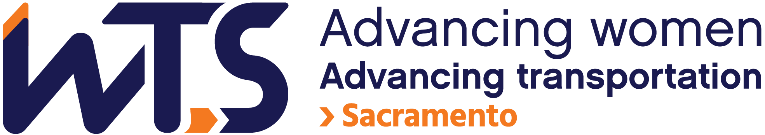 WTS
Advancing women
Advancing transportation
Sacramento